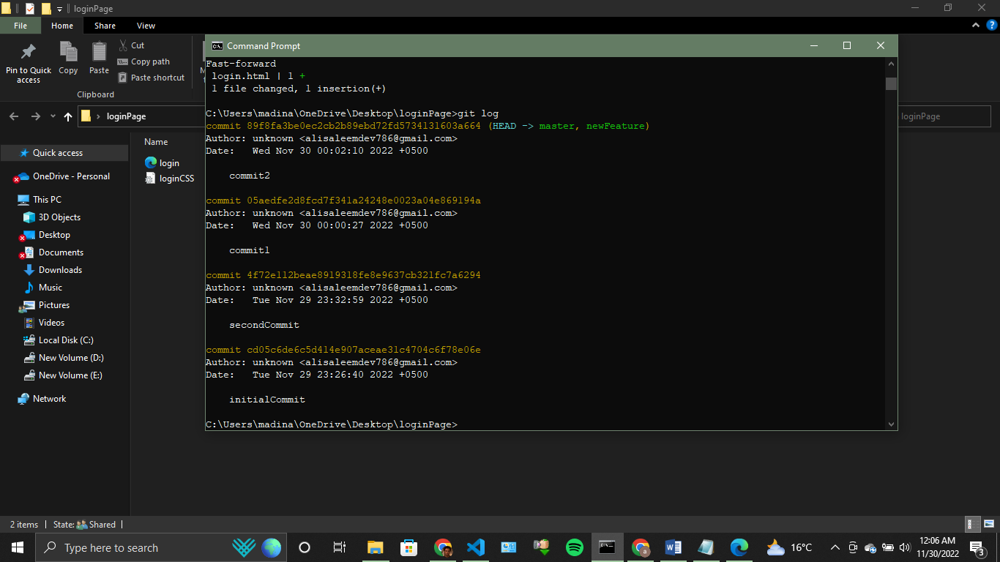 loginPage
File Home Share View
Pin to Quick access
Copy
Paste
Cut
Copy path
Paste shortcut
Clipboard
loginPage
loginPage
Quick access
OneDrive - Personal
This PC
3D Objects
Desktop
Documents
Downloads
Music
Pictures
Videos
Local Disk (C:)
New Volume (D:)
New Volume (E:)
Network
Name
login
loginCSS
Command Prompt
Fast-forward
login.html | 1 +
1 file changed, 1 insertion(+)
C:\Users\madina\OneDrive\Desktop\loginPage>git log
commit 89f8fa3be0ec2cb2b89ebd72fd5734131603a664 (HEAD -> master, newFeature)
Author: unknown <alisaleemdev786@gmail.com>
Date:   Wed Nov 30 00:02:10 2022 +0500
commit2
commit 05aedfe2d8fcd7f341a24248e0023a04e869194a
Author: unknown <alisaleemdev786@gmail.com>
Date:   Wed Nov 30 00:00:27 2022 +0500
commit1
commit 4f72e112beae8919318fe8e9637cb321fc7a6294
Author: unknown <alisaleemdev786@gmail.com>
Date:   Tue Nov 29 23:32:59 2022 +0500
secondCommit
commit cd05c6de6c5d414e907aceae31c4704c6f78e06e
Author: unknown <alisaleemdev786@gmail.com>
Date:   Tue Nov 29 23:26:40 2022 +0500
initialCommit
C:\Users\madina\OneDrive\Desktop\loginPage>
2 items State: Shared
Type here to search
16°C
12:06 AM
11/30/2022
3